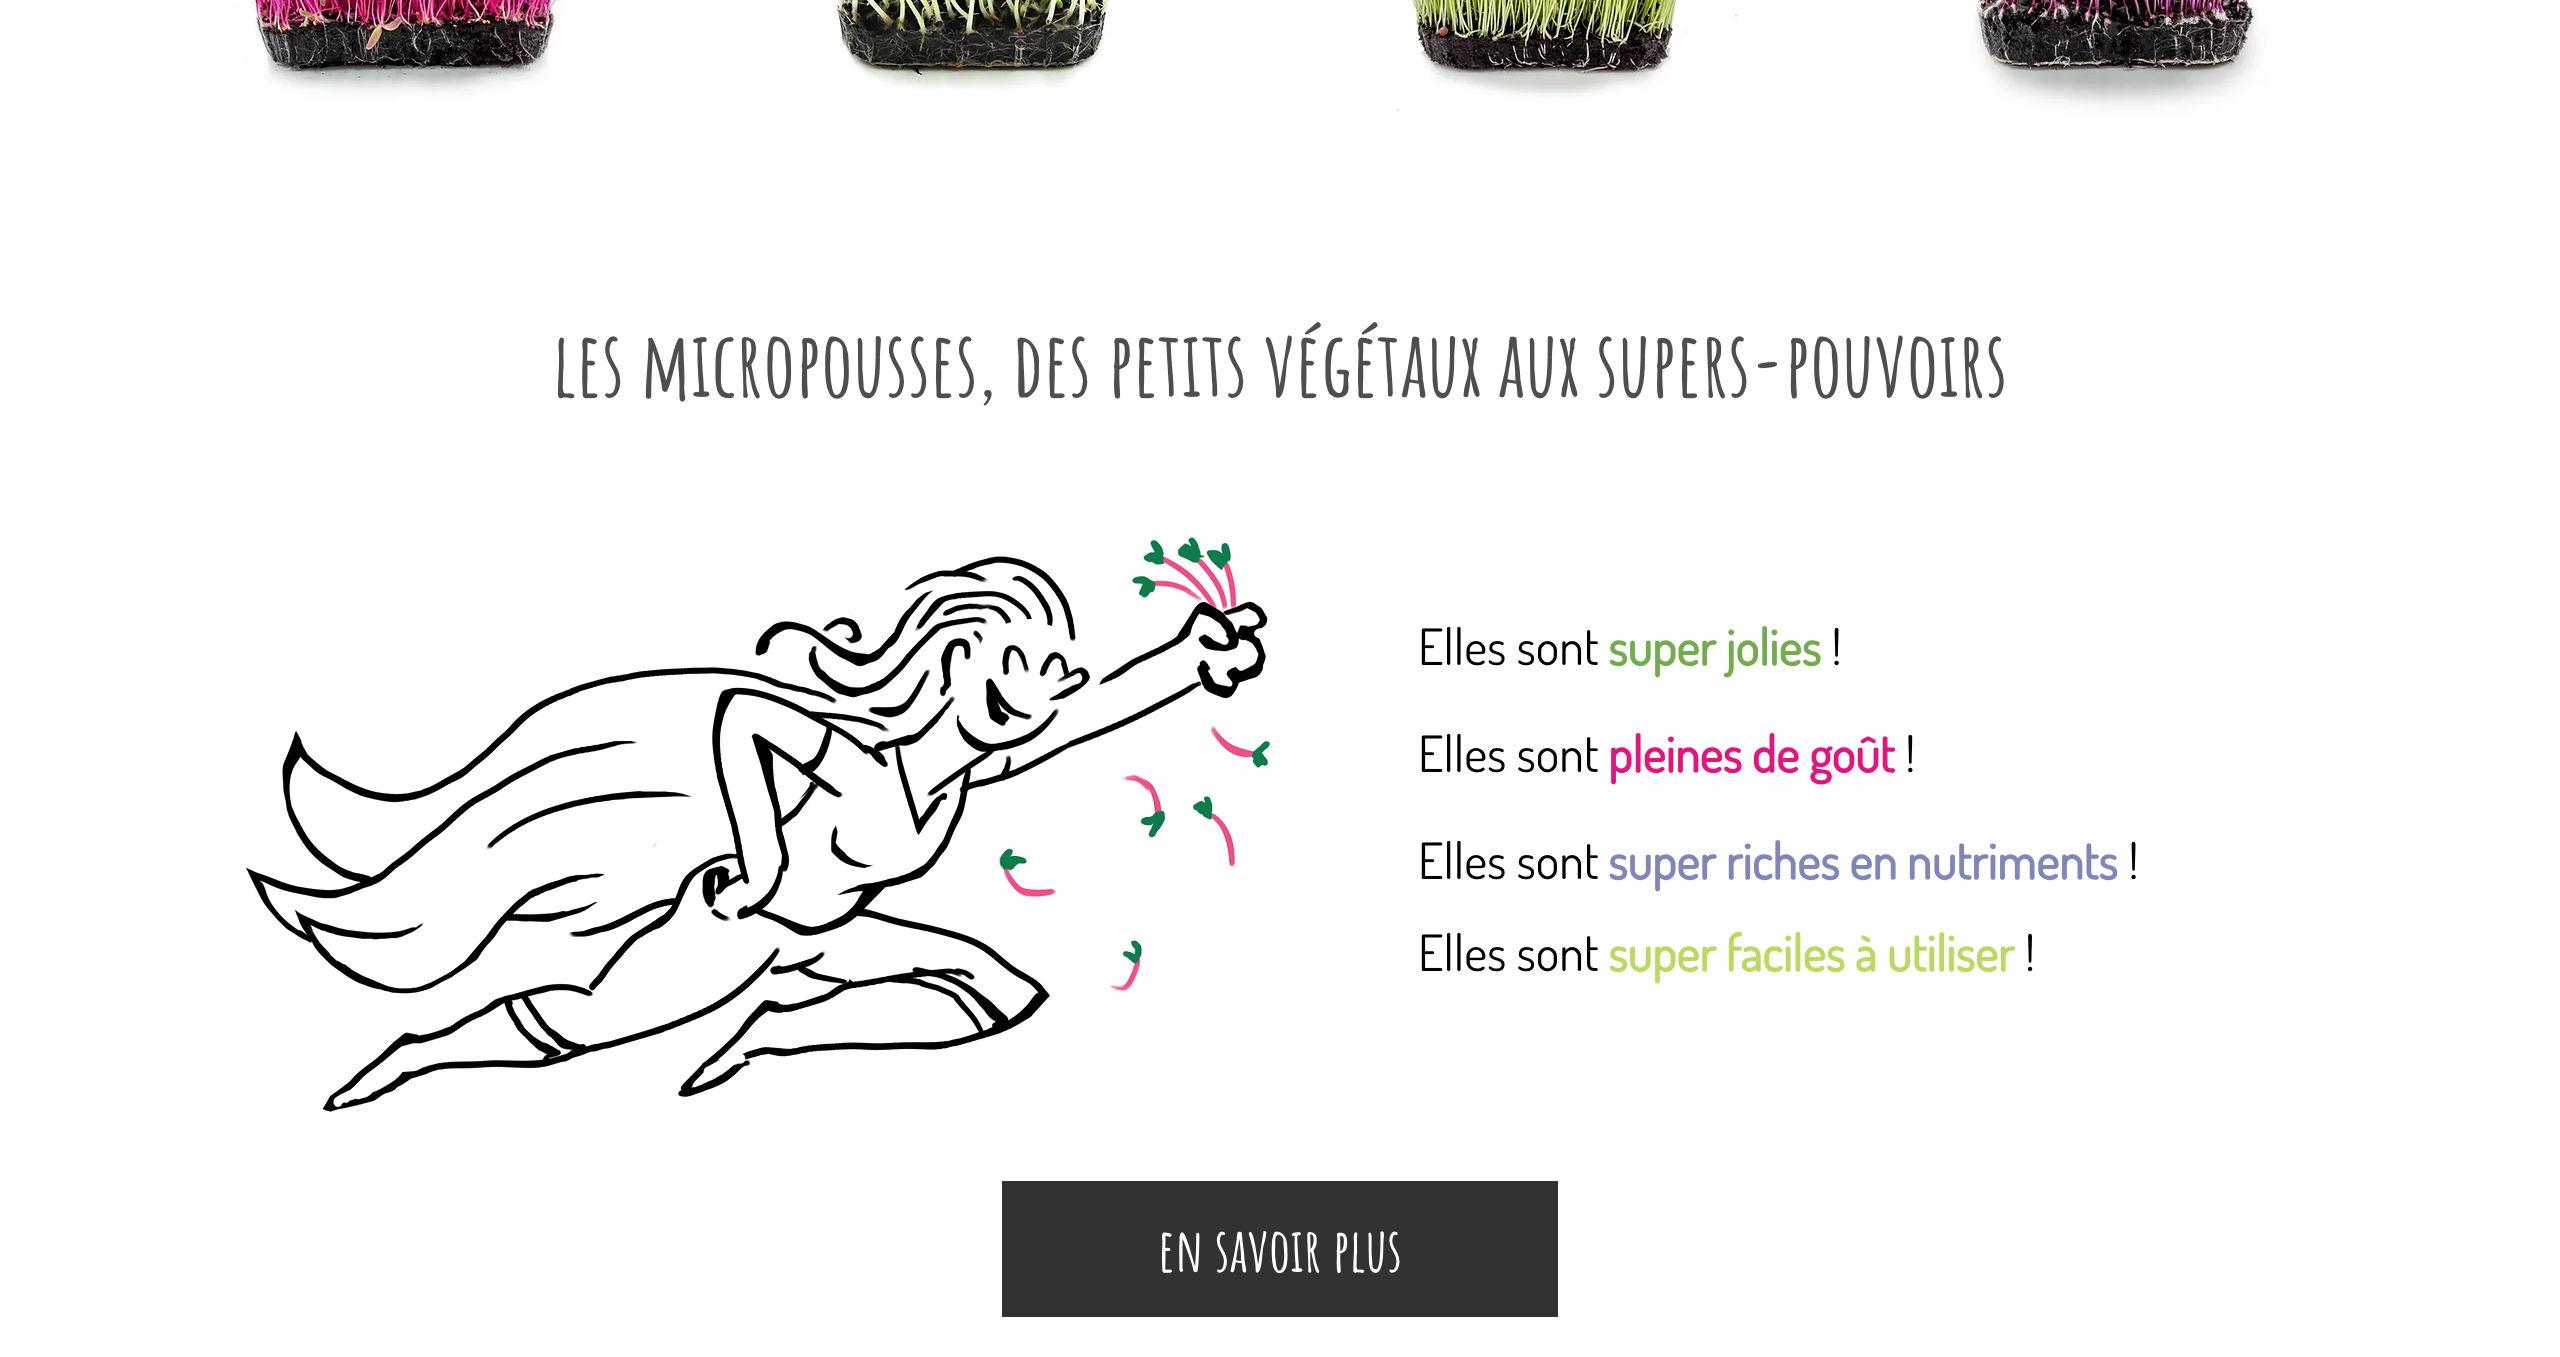 LES MICROPOUSSES, DES PETITS VÉGÉTAUX AUX SUPERS-POUVOIRS
Elles sont super jolies !
Elles sont pleines de goût !
Elles sont super riches en nutriments !
Elles sont super faciles à utiliser !
EN SAVOIR PLUS